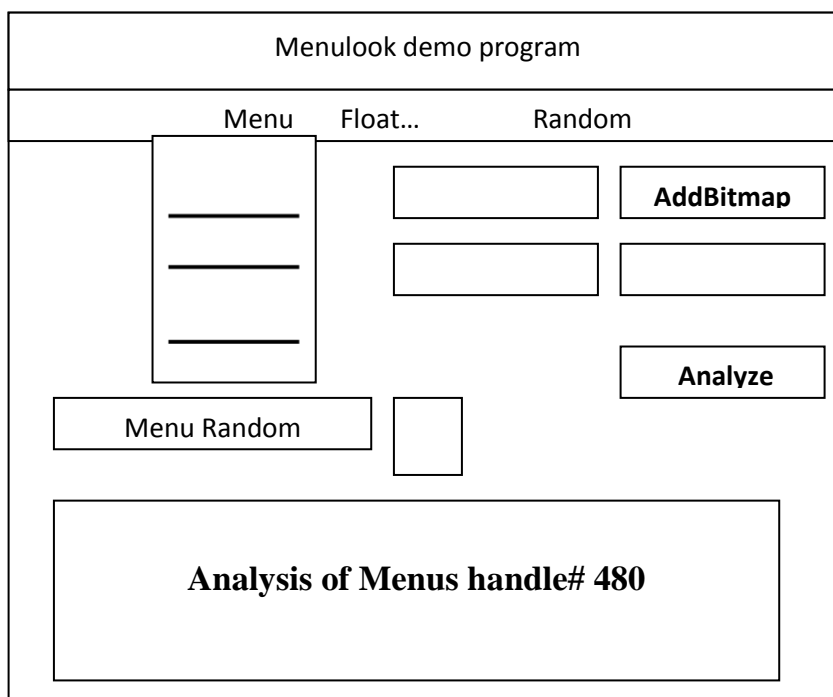 Menulook demo program
Menu Float… Random
AddBitmap
Analyze
Menu Random
Analysis of Menus handle# 480